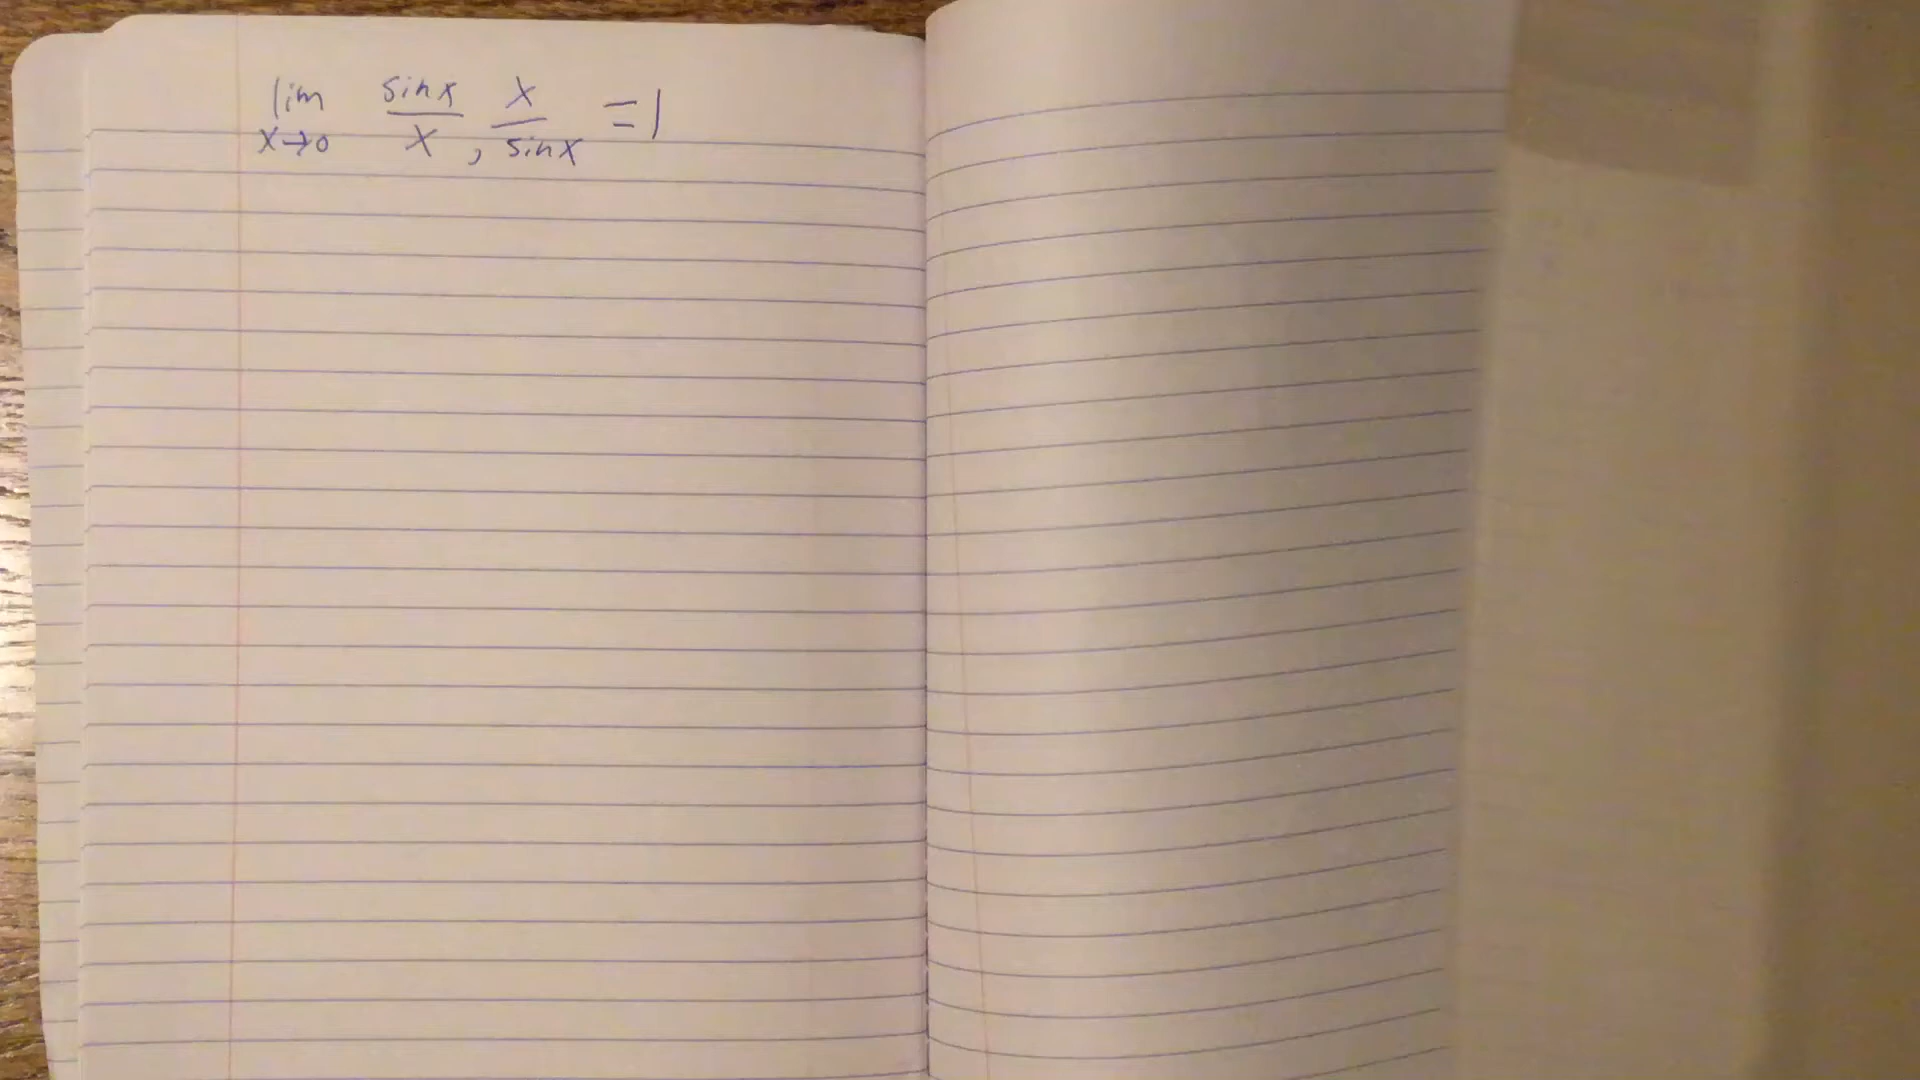 lim x→0 sinx/x, x/sinx =1